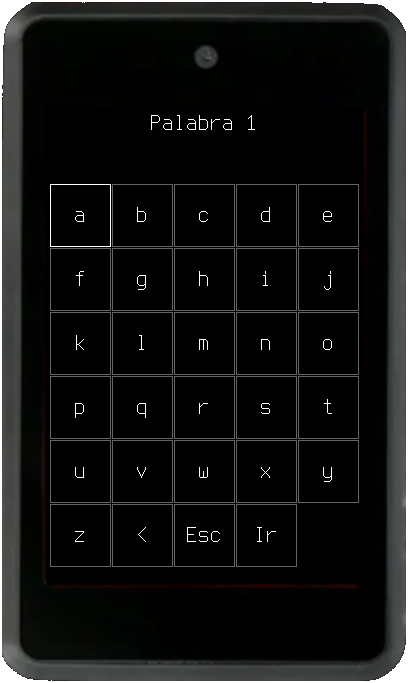 Palabra 1
a b c d e
f g h i j
k l m n o
p q r s t
u v w x y
z < Esc Ir